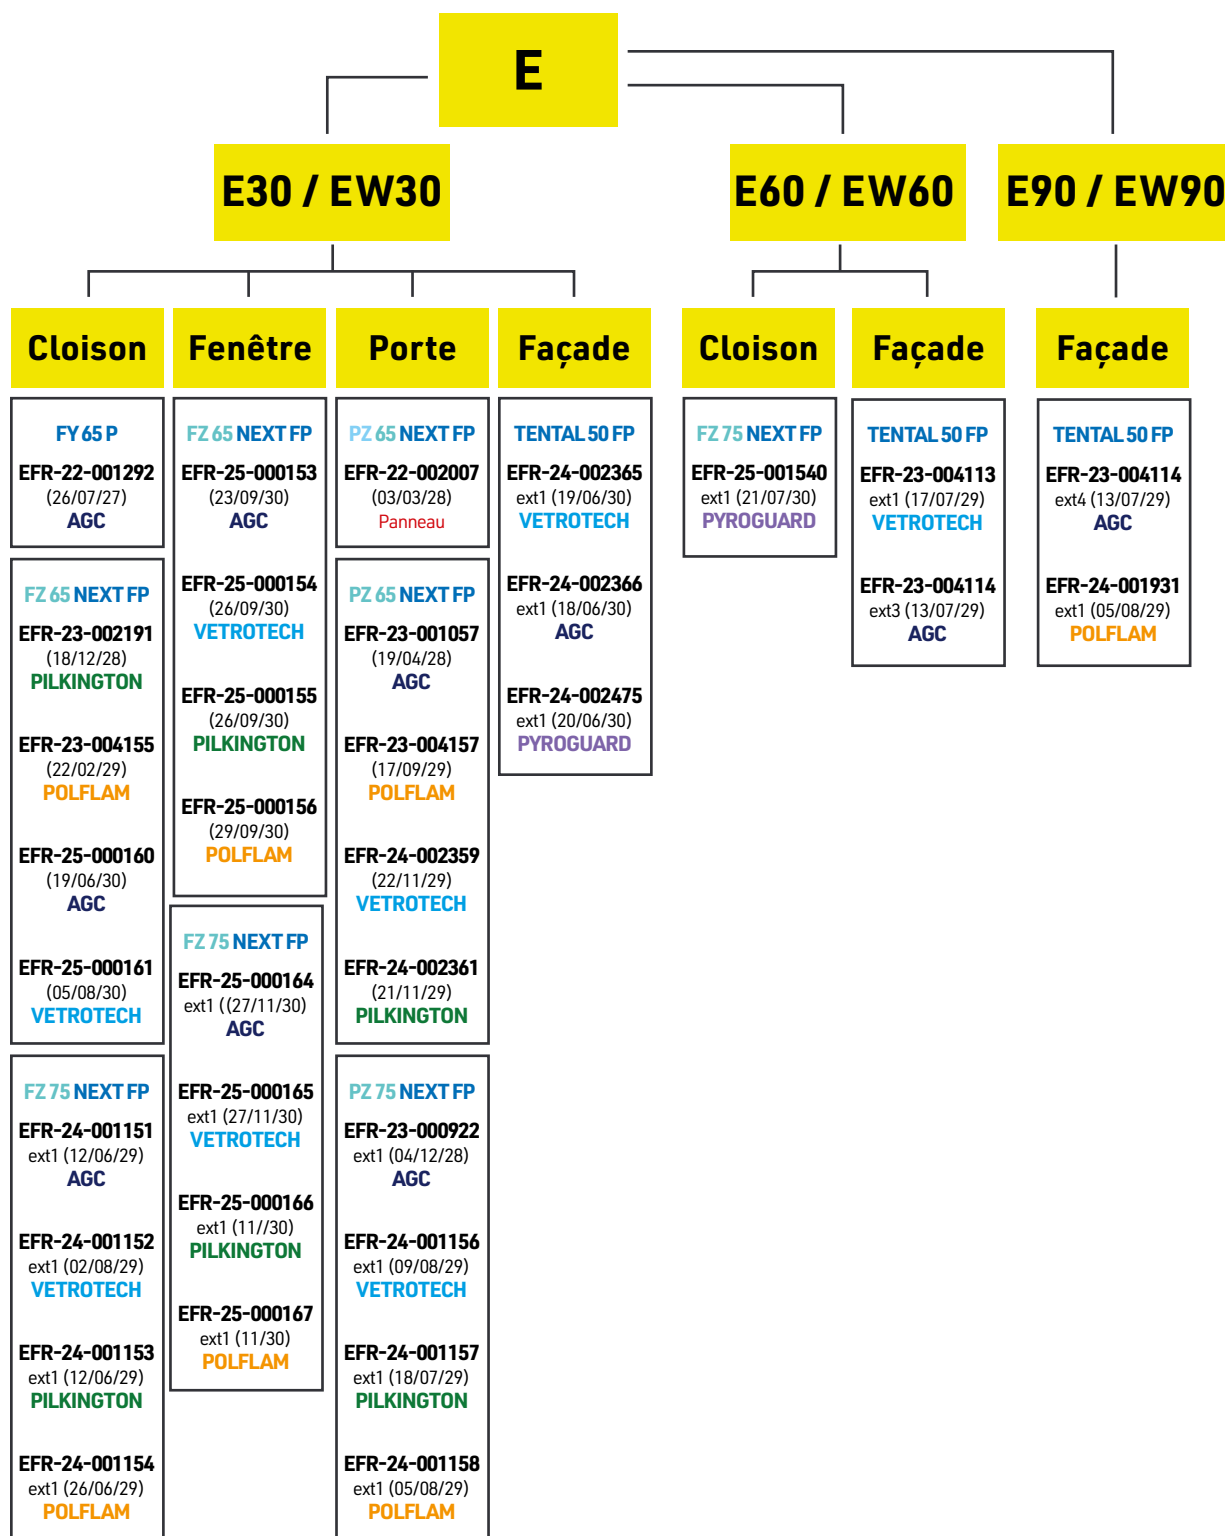 E
E30 / EW30
E60 / EW60
E90 / EW90
Cloison
Fenêtre
Porte
Façade
Cloison
Façade
Façade
FY 65 P
EFR-22-001292
(26/07/27)
AGC
FZ 65 NEXT FP
EFR-23-002191
(18/12/28)
PILKINGTON
EFR-23-004155
(22/02/29)
POLFLAM
EFR-25-000160
(19/06/30)
AGC
EFR-25-000161
(05/08/30)
VETROTECH
FZ 75 NEXT FP
EFR-24-001151
ext1 (12/06/29)
AGC
EFR-24-001152
ext1 (02/08/29)
VETROTECH
EFR-24-001153
ext1 (12/06/29)
PILKINGTON
EFR-24-001154
ext1 (26/06/29)
POLFLAM
FZ 65 NEXT FP
EFR-25-000153
(23/09/30)
AGC
EFR-25-000154
(26/09/30)
VETROTECH
EFR-25-000155
(26/09/30)
PILKINGTON
EFR-25-000156
(29/09/30)
POLFLAM
FZ 75 NEXT FP
EFR-25-000164
ext1 ((27/11/30)
AGC
EFR-25-000165
ext1 (27/11/30)
VETROTECH
EFR-25-000166
ext1 (11//30)
PILKINGTON
EFR-25-000167
ext1 (11/30)
POLFLAM
PZ 65 NEXT FP
EFR-22-002007
(03/03/28)
Panneau
PZ 65 NEXT FP
EFR-23-001057
(19/04/28)
AGC
EFR-23-004157
(17/09/29)
POLFLAM
EFR-24-002359
(22/11/29)
VETROTECH
EFR-24-002361
(21/11/29)
PILKINGTON
PZ 75 NEXT FP
EFR-23-000922
ext1 (04/12/28)
AGC
EFR-24-001156
ext1 (09/08/29)
VETROTECH
EFR-24-001157
ext1 (18/07/29)
PILKINGTON
EFR-24-001158
ext1 (05/08/29)
POLFLAM
TENTAL 50 FP
EFR-24-002365
ext1 (19/06/30)
VETROTECH
EFR-24-002366
ext1 (18/06/30)
AGC
EFR-24-002475
ext1 (20/06/30)
PYROGUARD
FZ 75 NEXT FP
EFR-25-001540
ext1 (21/07/30)
PYROGUARD
TENTAL 50 FP
EFR-23-004113
ext1 (17/07/29)
VETROTECH
EFR-23-004114
ext3 (13/07/29)
AGC
TENTAL 50 FP
EFR-23-004114
ext4 (13/07/29)
AGC
EFR-24-001931
ext1 (05/08/29)
POLFLAM